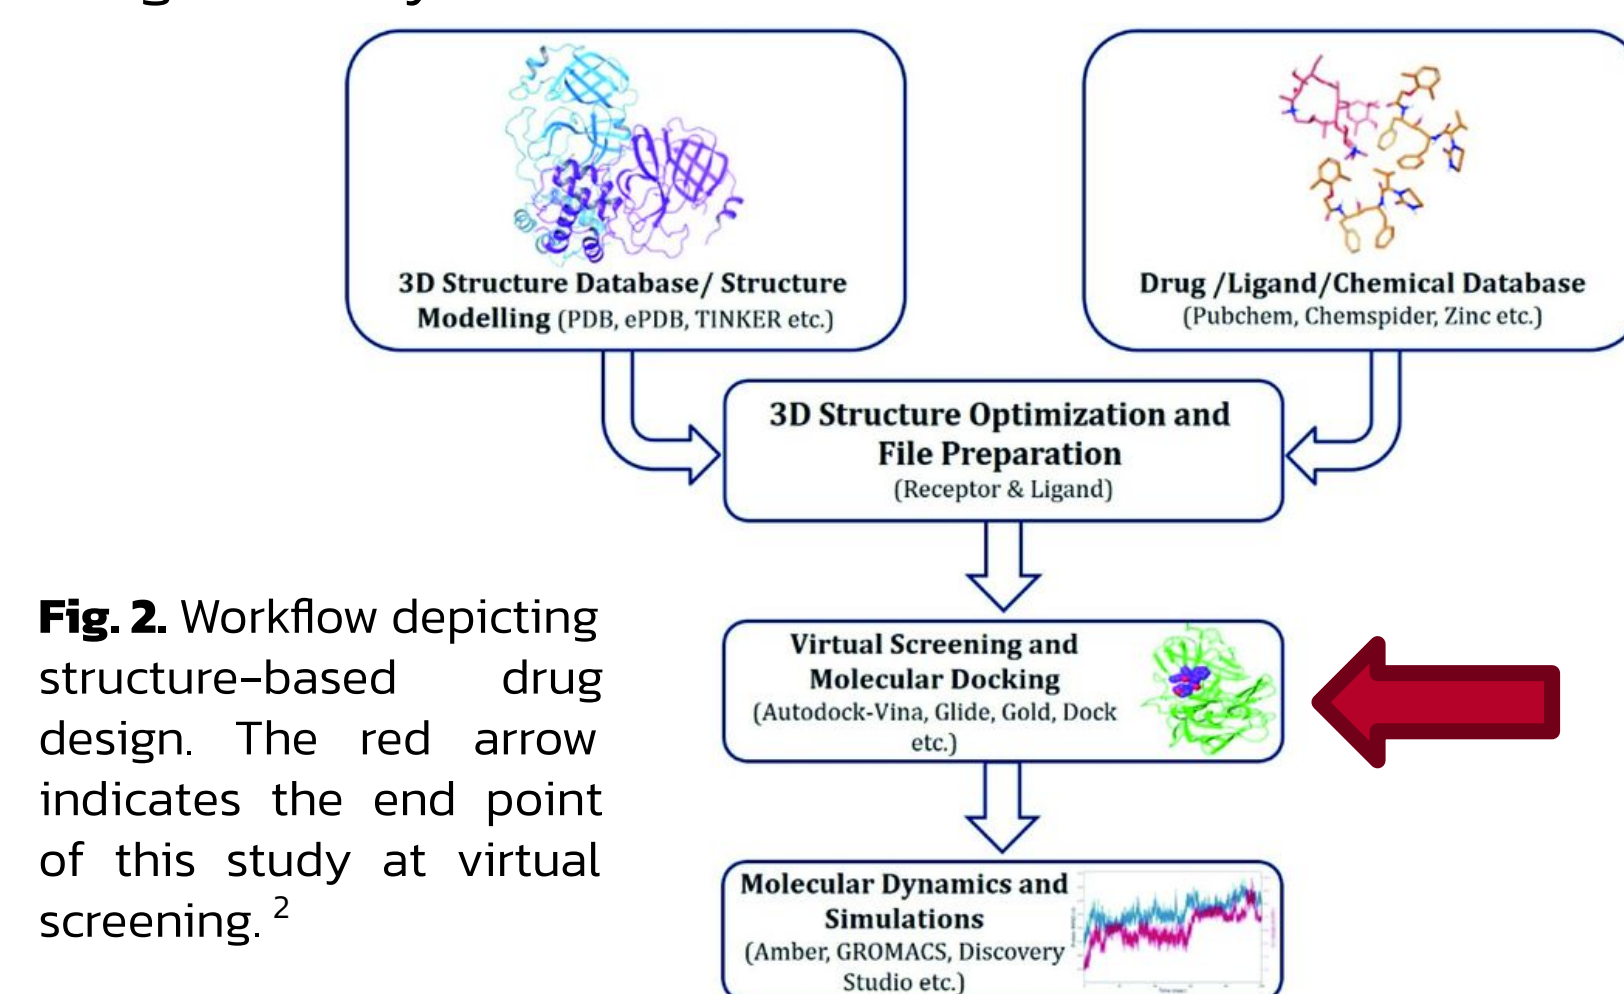 3D Structure Database/ Structure
Modelling (PDB, ePDB, TINKER etc.)
Drug /Ligand/Chemical Database
(Pubchem, Chemspider, Zinc etc.)
3D Structure Optimization and
File Preparation
(Receptor & Ligand)
Fig. 2. Workflow depicting
structure-based drug
design. The red arrow
indicates the end point
of this study at virtual
screening. 2
Virtual Screening and
Molecular Docking
(Autodock-Vina, Glide, Gold, Dock
etc.)
Molecular Dynamics and
Simulations
(Amber, GROMACS, Discovery
Studio etc.)